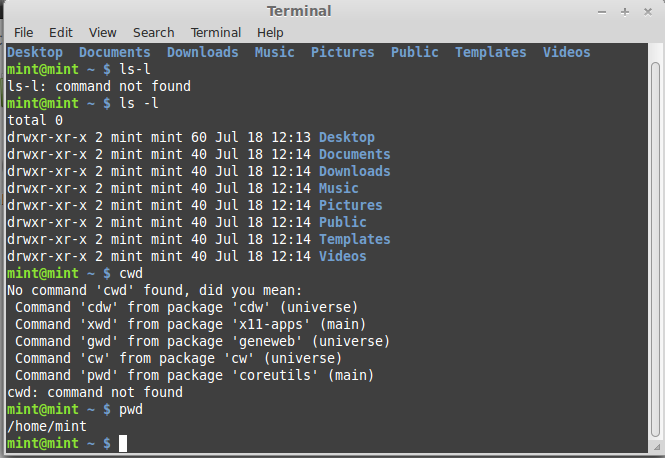 Terminal
File Edit View Search Terminal Help
Desktop  Documents  Downloads  Music  Pictures  Public  Templates  Videos
mint@mint ~ $ ls-l
ls-l: command not found
mint@mint ~ $ ls -l
total 0
drwxr-xr-x 2 mint mint 60 Jul 18 12:13 Desktop
drwxr-xr-x 2 mint mint 40 Jul 18 12:14 Documents
drwxr-xr-x 2 mint mint 40 Jul 18 12:14 Downloads
drwxr-xr-x 2 mint mint 40 Jul 18 12:14 Music
drwxr-xr-x 2 mint mint 40 Jul 18 12:14 Pictures
drwxr-xr-x 2 mint mint 40 Jul 18 12:14 Public
drwxr-xr-x 2 mint mint 40 Jul 18 12:14 Templates
drwxr-xr-x 2 mint mint 40 Jul 18 12:14 Videos
mint@mint ~ $ cwd
No command 'cwd' found, did you mean:
 Command 'cdw' from package 'cdw' (universe)
 Command 'xwd' from package 'x11-apps' (main)
 Command 'gwd' from package 'geneweb' (universe)
 Command 'cw' from package 'cw' (universe)
 Command 'pwd' from package 'coreutils' (main)
cwd: command not found
mint@mint ~ $ pwd
/home/mint
mint@mint ~ $